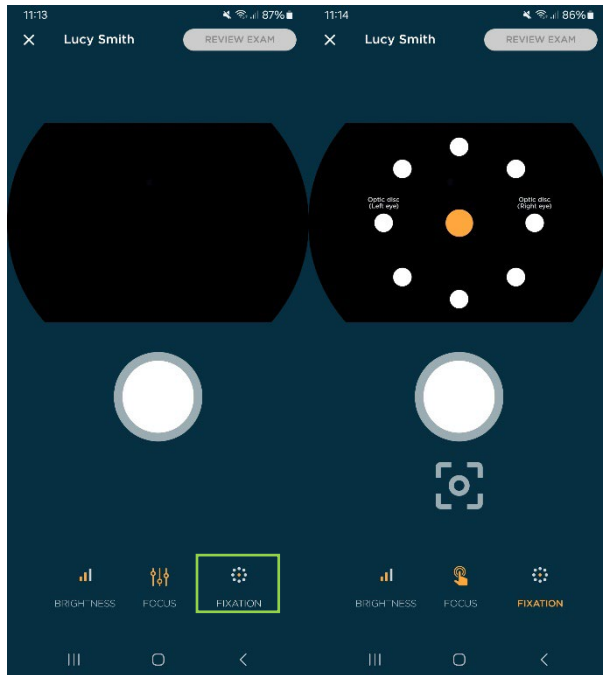 11:13 87%
Lucy Smith REVIEW EXAM
BRIGHTNESS FOCUS FIXATION
11:14 86%
Lucy Smith REVIEW EXAM
Optic disc
(Left eye)
Optic disc
(Right eye)
BRIGHTNESS FOCUS FIXATION